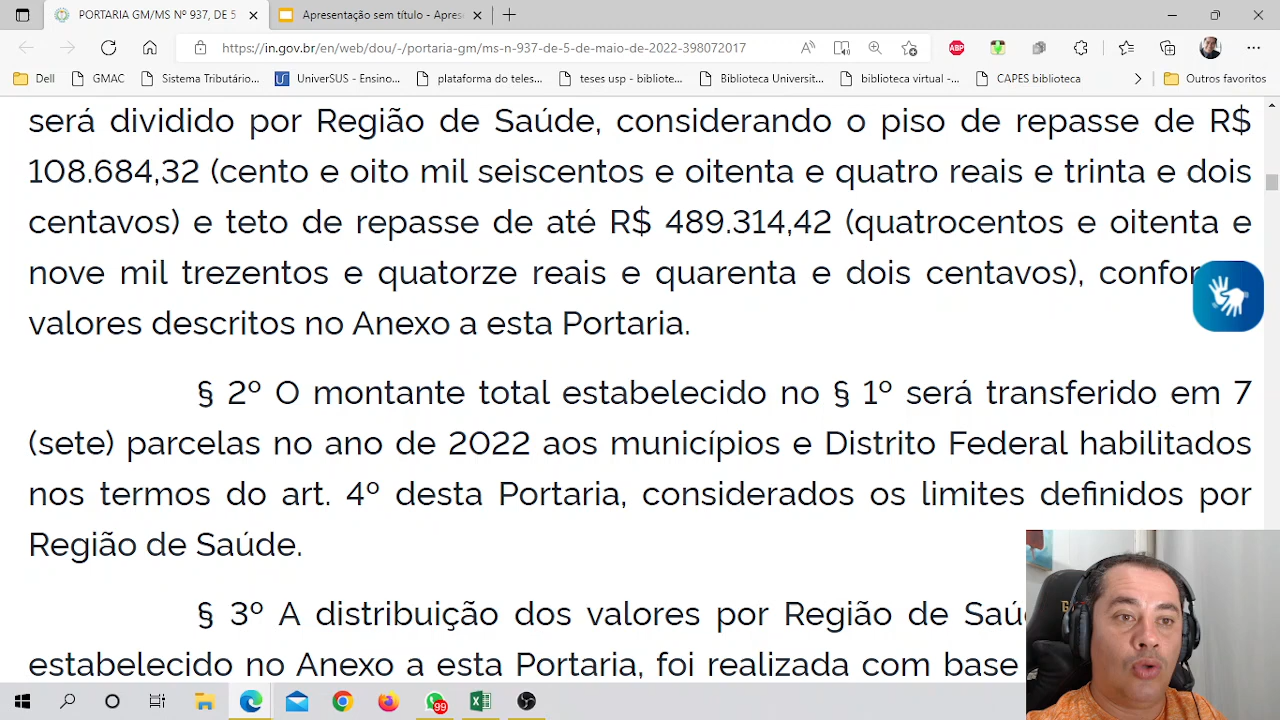 PORTARIA GM/MS Nº 937, DE 5
Apresentação sem título - Aprese
https://in.gov.br/en/web/dou/-/portaria-gm/ms-n-937-de-5-de-maio-de-2022-398072017
ABP
Dell
GMAC
Sistema Tributário...
UniverSUS - Ensino...
plataforma do teles...
teses usp - bibliote...
Biblioteca Universit...
biblioteca virtual -...
CAPES biblioteca
Outros favoritos
será dividido por Região de Saúde, considerando o piso de repasse de R$
108.684,32 (cento e oito mil seiscentos e oitenta e quatro reais e trinta e dois
centavos) e teto de repasse de até R$ 489.314,42 (quatrocentos e oitenta e
nove mil trezentos e quatorze reais e quarenta e dois centavos), confor
valores descritos no Anexo a esta Portaria.
§ 2º O montante total estabelecido no § 1º será transferido em 7
(sete) parcelas no ano de 2022 aos municípios e Distrito Federal habilitados
nos termos do art. 4º desta Portaria, considerados os limites definidos por
Região de Saúde.
§ 3º A distribuição dos valores por Região de Saú
estabelecido no Anexo a esta Portaria, foi realizada com base
99